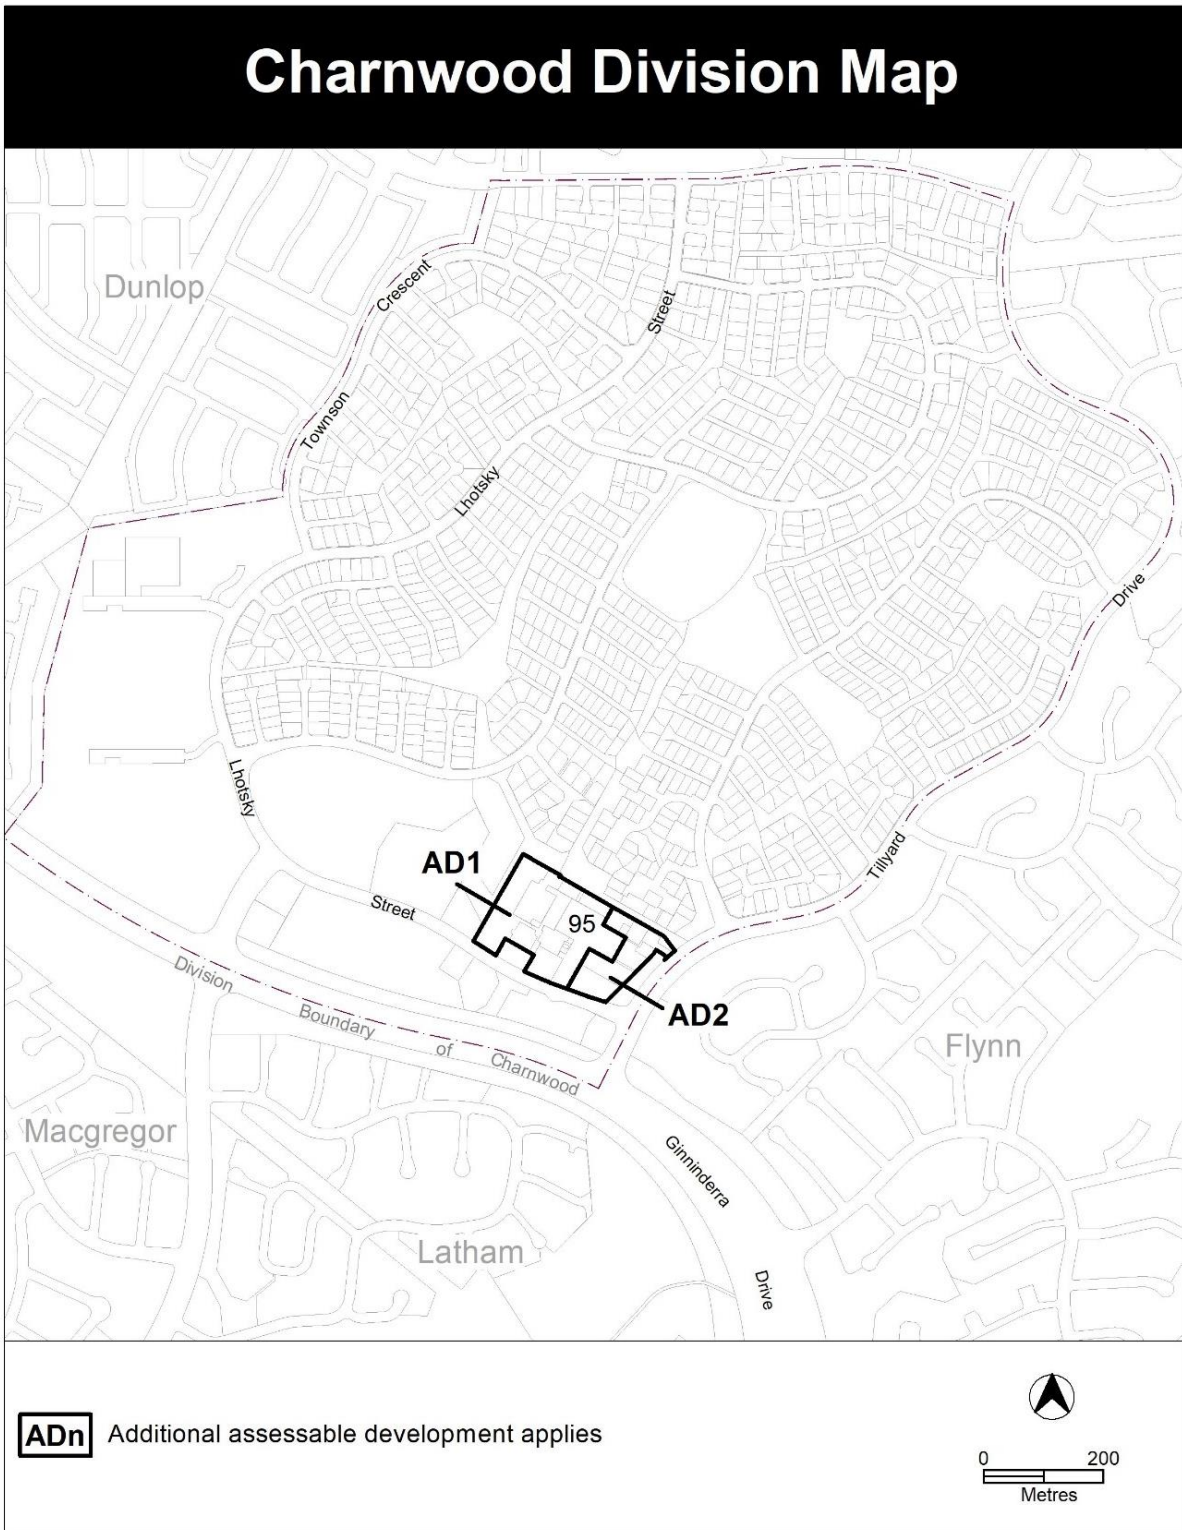 Charnwood Division Map
Dunlop
Crescent
Street
Townson
Lhotsky
Drive
Lhotsky
Tillyard
AD1
Street
95
Division Boundary of Charnwood
AD2
Flynn
Macgregor
Ginninderra
Latham
Drive
ADn Additional assessable development applies
0 200
Metres